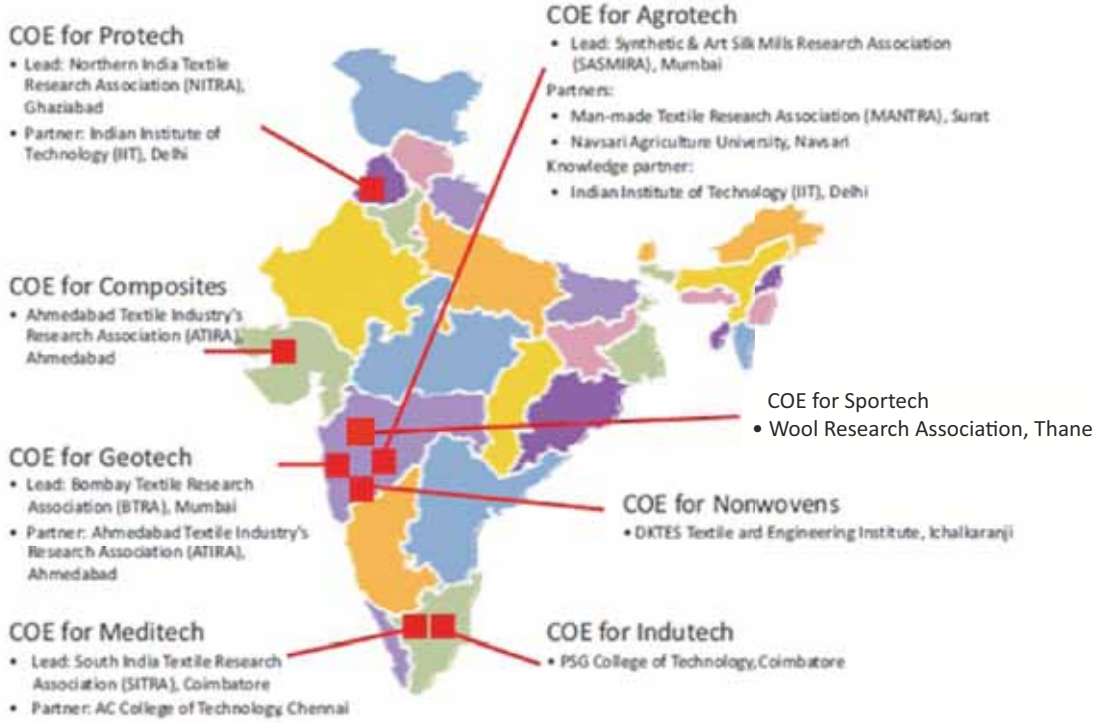 COE for Protech
• Lead: Northern India Textile
Research Association (NITRA),
Ghaziabad
• Partner: Indian Institute of
Technology (IIT), Delhi
COE for Agrotech
• Lead: Synthetic & Art Silk Mills Research Association
(SASMIRA), Mumbai
Partners:
• Man-made Textile Research Association (MANTRA), Surat
• Navsari Agriculture University, Navsari
Knowledge partner:
• Indian Institute of Technology (IIT), Delhi
COE for Composites
• Ahmedabad Textile Industry's
Research Association (ATIRA),
Ahmedabad
COE for Sportech
• Wool Research Association, Thane
COE for Geotech
• Lead: Bombay Textile Research
Association (BTRA), Mumbai
• Partner: Ahmedabad Textile Industry's
Research Association (ATIRA),
Ahmedabad
COE for Nonwovens
• DKTES Textile and Engineering Institute, Ichalkaranji
COE for Meditech
• Lead: South India Textile Research
Association (SITRA), Coimbatore
• Partner: AC College of Technology, Chennai
COE for Indutech
• PSG College of Technology, Coimbatore